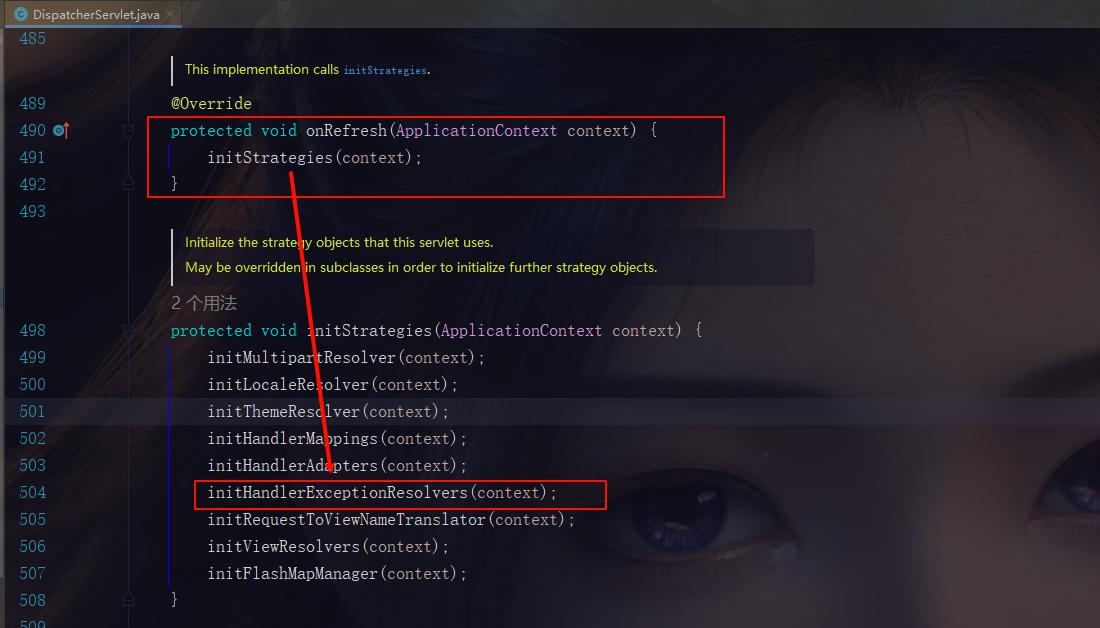 DispatcherServlet.java
485
This implementation calls initStrategies.
489 @Override
490 protected void onRefresh(ApplicationContext context) {
491 initStrategies(context);
492 }
493
Initialize the strategy objects that this servlet uses.
May be overridden in subclasses in order to initialize further strategy objects.
2 个用法
498 protected void initStrategies(ApplicationContext context) {
499 initMultipartResolver(context);
500 initLocaleResolver(context);
501 initThemeResolver(context);
502 initHandlerMappings(context);
503 initHandlerAdapters(context);
504 initHandlerExceptionResolvers(context);
505 initRequestToViewNameTranslator(context);
506 initViewResolvers(context);
507 initFlashMapManager(context);
508 }
509